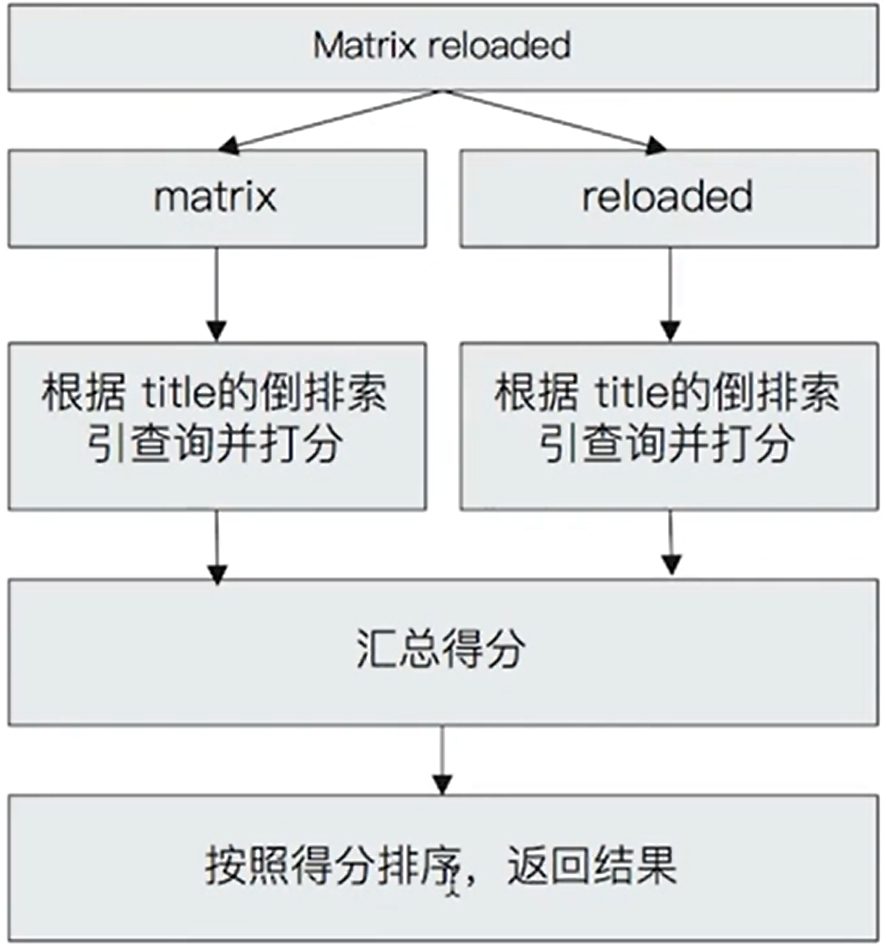 Matrix reloaded
matrix
reloaded
根据 title的倒排索
引查询并打分
根据 title的倒排索
引查询并打分
汇总得分
按照得分排序，返回结果